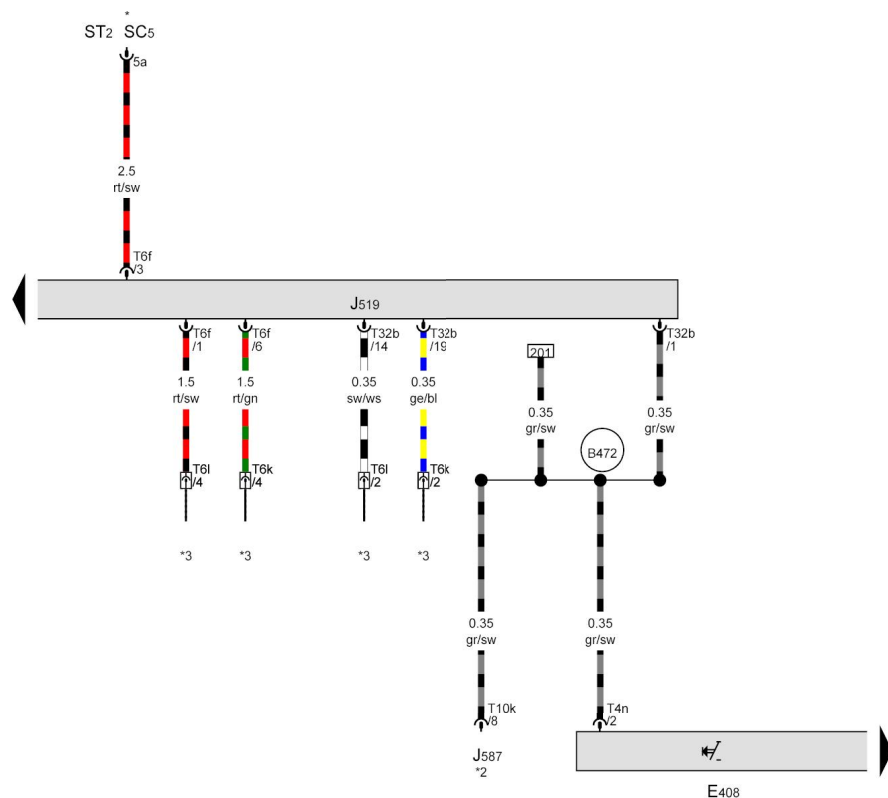 *
ST2 SC5
5a
2.5
rt/sw
T6f
/3
J519
T6f
/1
T6f
/6
T32b
/14
T32b
/19
T32b
/1
201
1.5
rt/sw
1.5
rt/gn
0.35
sw/ws
0.35
ge/bl
0.35
gr/sw
0.35
gr/sw
B472
T6l
/4
T6k
/4
T6l
/2
T6k
/2
*3
*3
*3
*3
0.35
gr/sw
0.35
gr/sw
T10k
/8
T4n
/2
J587
*2
E408